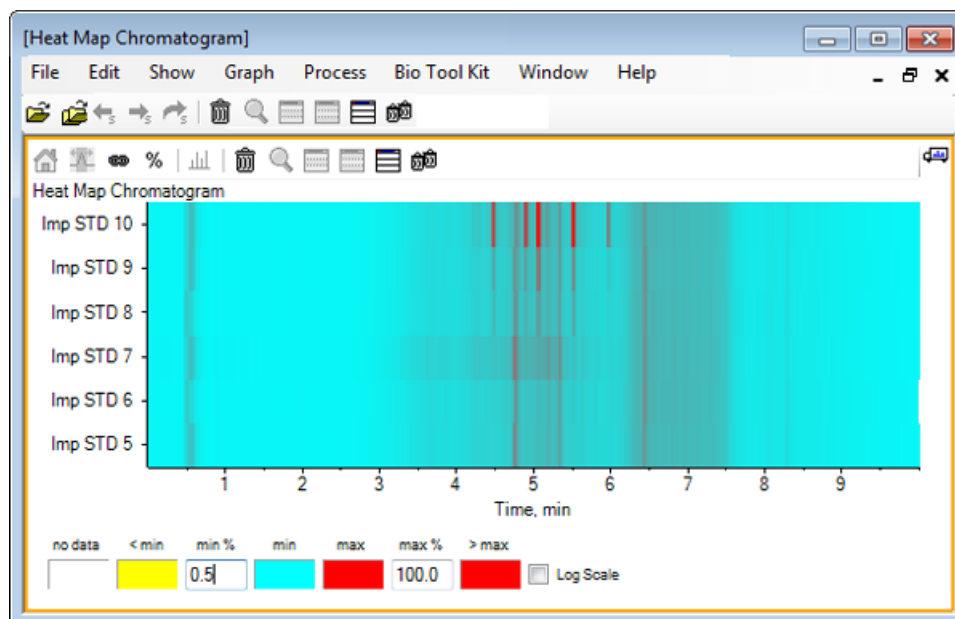 [Heat Map Chromatogram]
File Edit Show Graph Process Bio Tool Kit Window Help
s s s
%
Heat Map Chromatogram
Imp STD 10
Imp STD 9
Imp STD 8
Imp STD 7
Imp STD 6
Imp STD 5
1 2 3 4 5 6 7 8 9
Time, min
no data < min min % min max max % > max
0.5 100.0 Log Scale